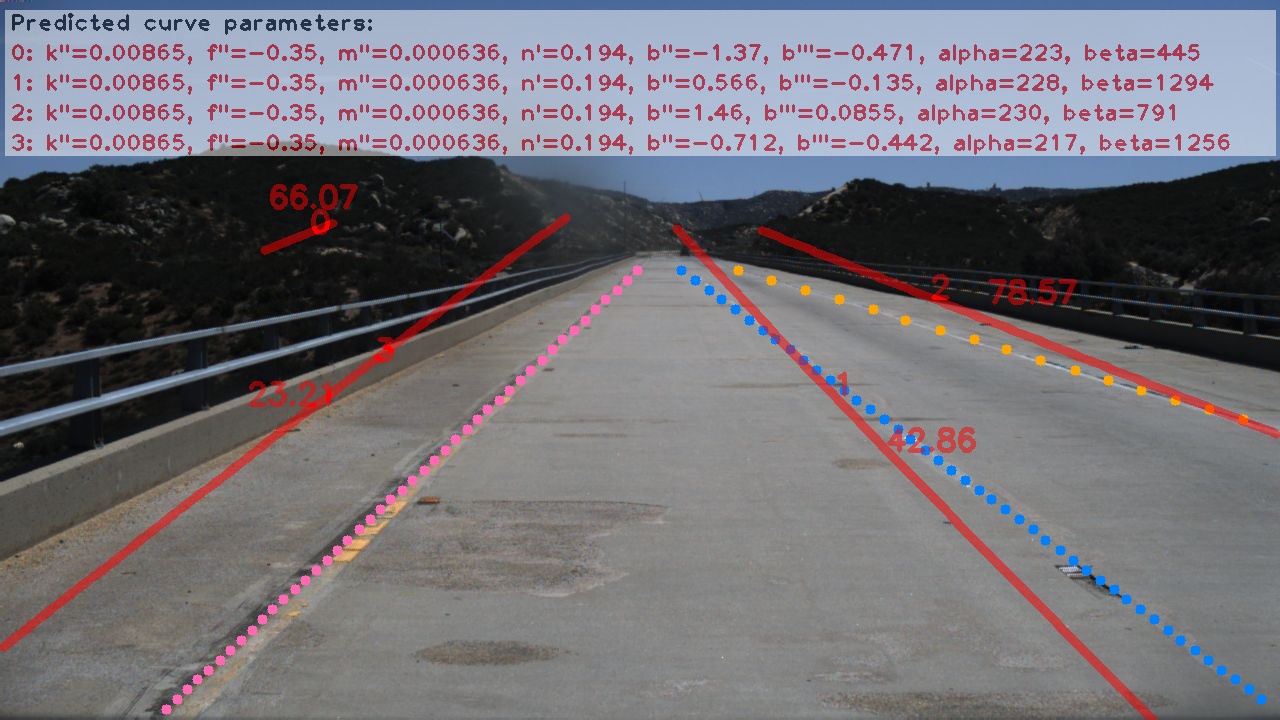 Predicted curve parameters:
0: k''=0.00865, f''=-0.35, m''=0.000636, n'=0.194, b''=-1.37, b'''=-0.471, alpha=223, beta=445
1: k''=0.00865, f''=-0.35, m''=0.000636, n'=0.194, b''=0.566, b'''=-0.135, alpha=228, beta=1294
2: k''=0.00865, f''=-0.35, m''=0.000636, n'=0.194, b''=1.46, b'''=0.0855, alpha=230, beta=791
3: k''=0.00865, f''=-0.35, m''=0.000636, n'=0.194, b''=-0.712, b'''=-0.442, alpha=217, beta=1256
66.07
0
2 78.57
3
1
23.21
42.86